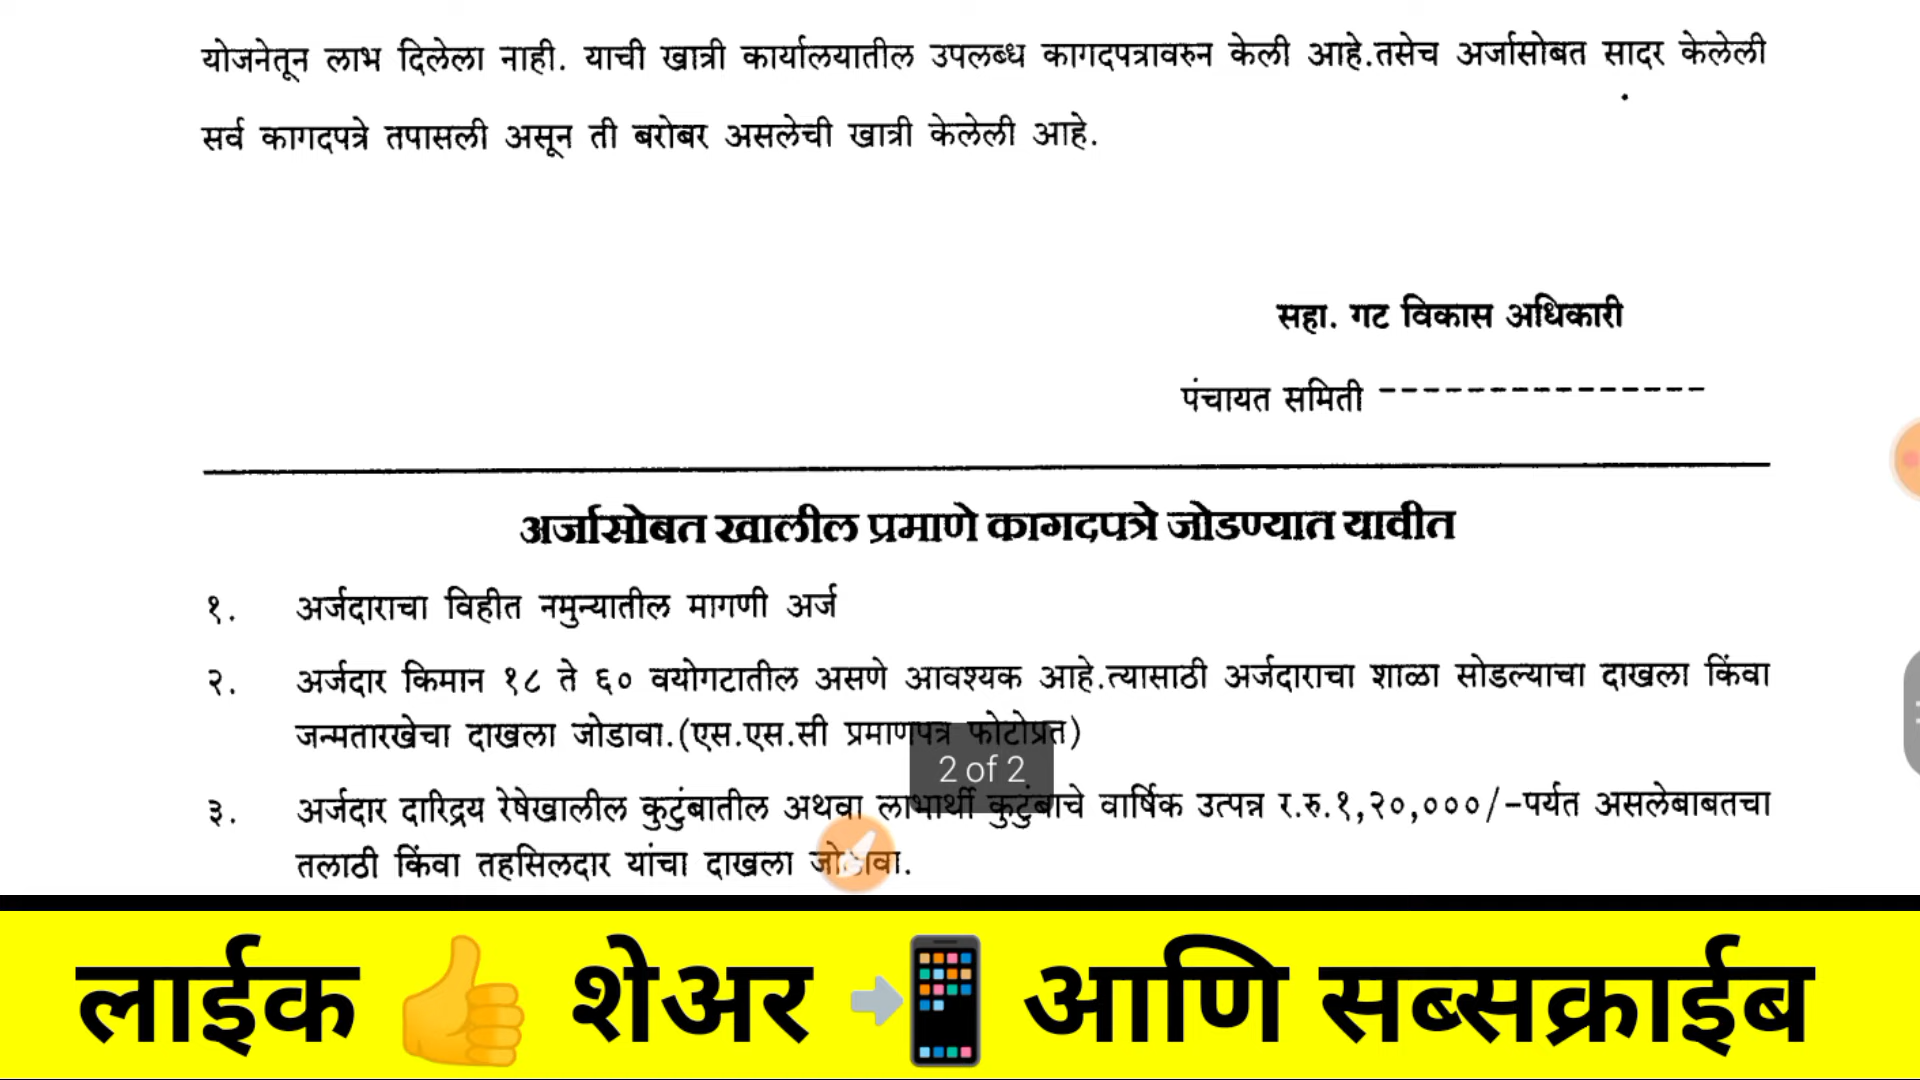 योजनेतून लाभ दिलेला नाही. याची खात्री कार्यालयातील उपलब्ध कागदपत्रावरुन केली आहे.तसेच अर्जासोबत सादर केलेली
सर्व कागदपत्रे तपासली असून ती बरोबर असलेची खात्री केलेली आहे.
सहा. गट विकास अधिकारी
पंचायत समिती ---------------
अर्जासोबत खालील प्रमाणे कागदपत्रे जोडण्यात यावीत
१. अर्जदाराचा विहीत नमुन्यातील मागणी अर्ज
२. अर्जदार किमान १८ ते ६० वयोगटातील असणे आवश्यक आहे.त्यासाठी अर्जदाराचा शाळा सोडल्याचा दाखला किंवा
जन्मतारखेचा दाखला जोडावा.(एस.एस.सी प्रमाणपत्र फोटोप्रत)
2 of 2
३. अर्जदार दारिद्रय रेषेखालील कुटुंबातील अथवा लाभार्थी कुटुंबाचे वार्षिक उत्पन्न र.रु.१,२०,०००/-पर्यत असलेबाबतचा
तलाठी किंवा तहसिलदार यांचा दाखला जोडावा.
लाईक 👍 शेअर 📲 आणि सब्सक्राईब